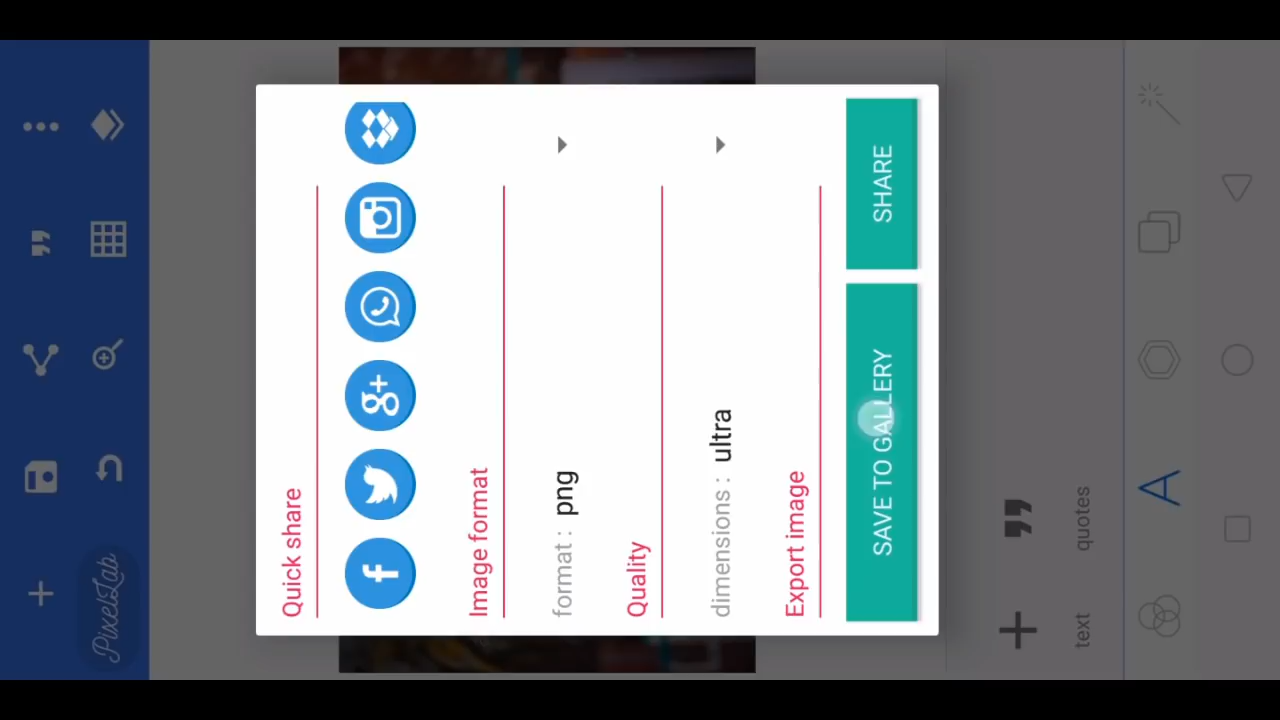 PixelLab
Quick share
Image format
format : png
Quality
dimensions : ultra
Export image
SAVE TO GALLERY
SHARE
text
quotes